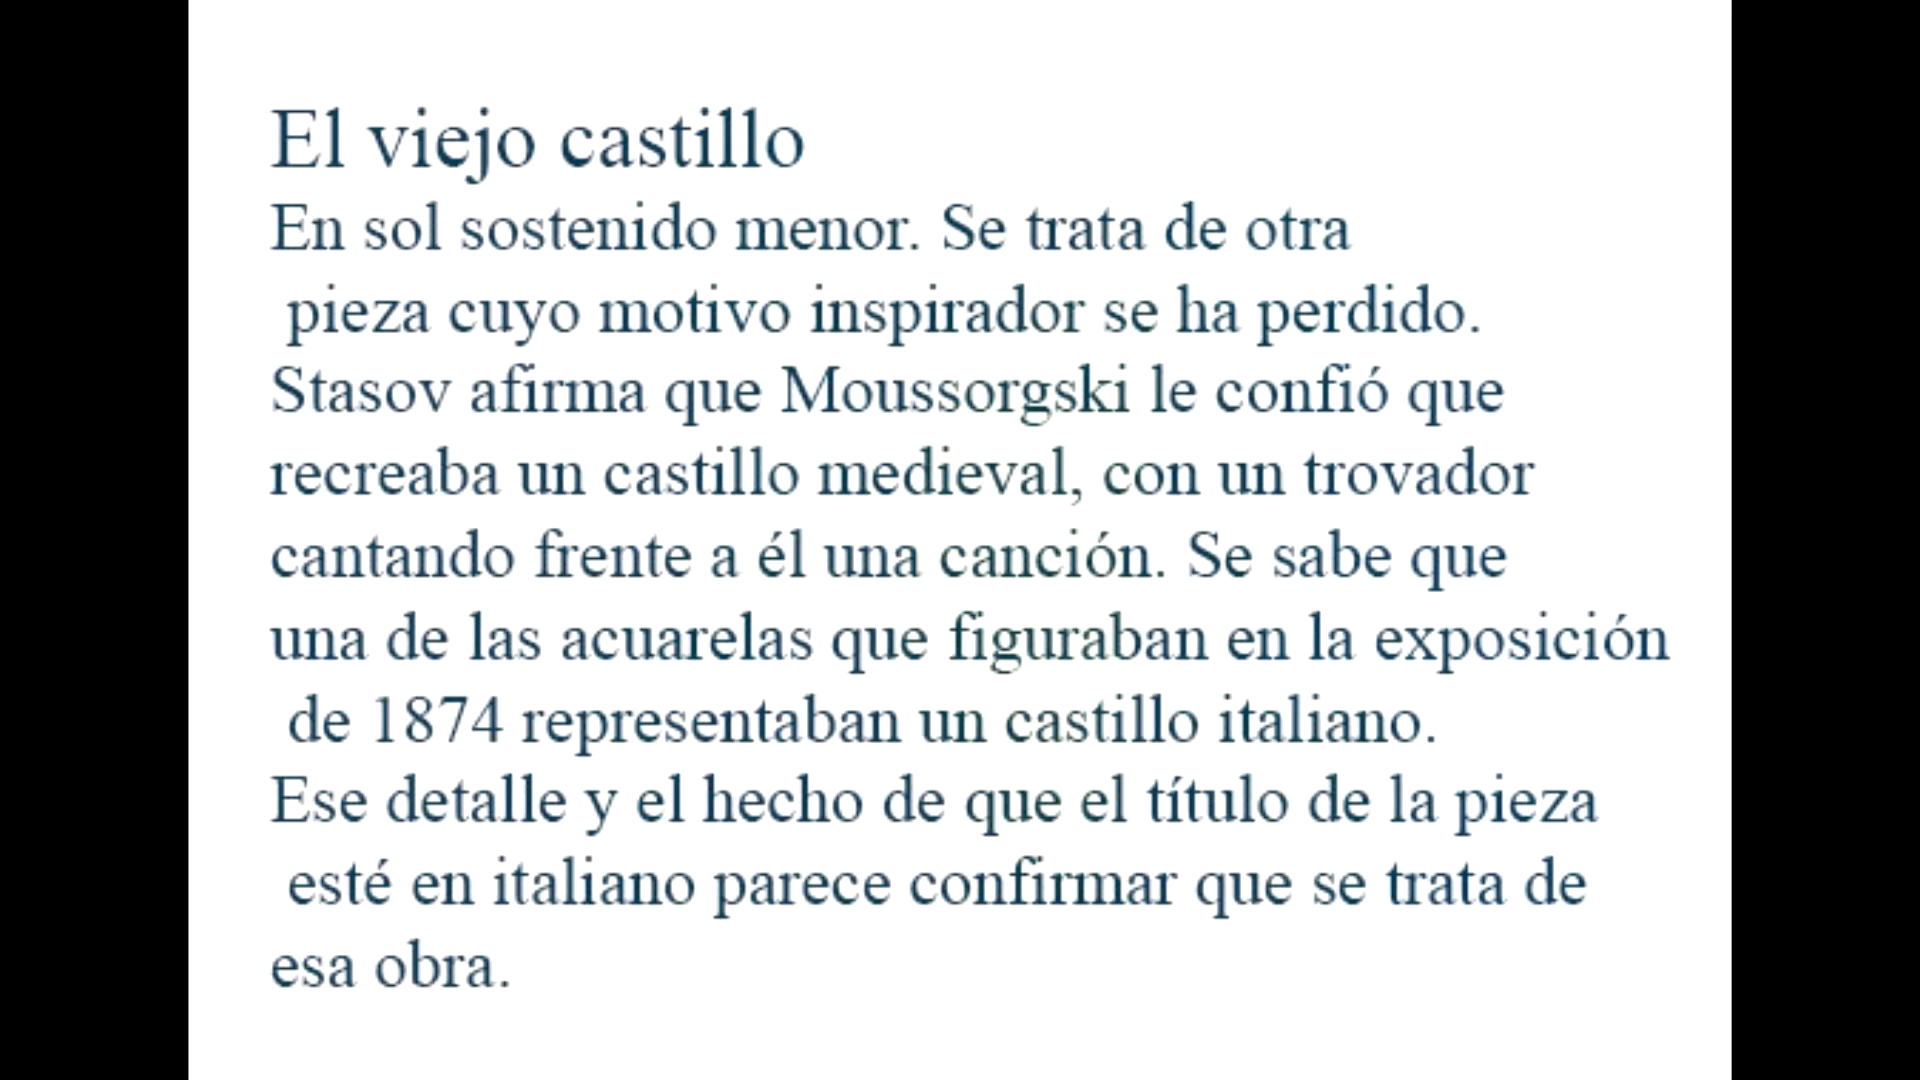 El viejo castillo
En sol sostenido menor. Se trata de otra
pieza cuyo motivo inspirador se ha perdido.
Stasov afirma que Moussorgski le confió que
recreaba un castillo medieval, con un trovador
cantando frente a él una canción. Se sabe que
una de las acuarelas que figuraban en la exposición
de 1874 representaban un castillo italiano.
Ese detalle y el hecho de que el título de la pieza
esté en italiano parece confirmar que se trata de
esa obra.